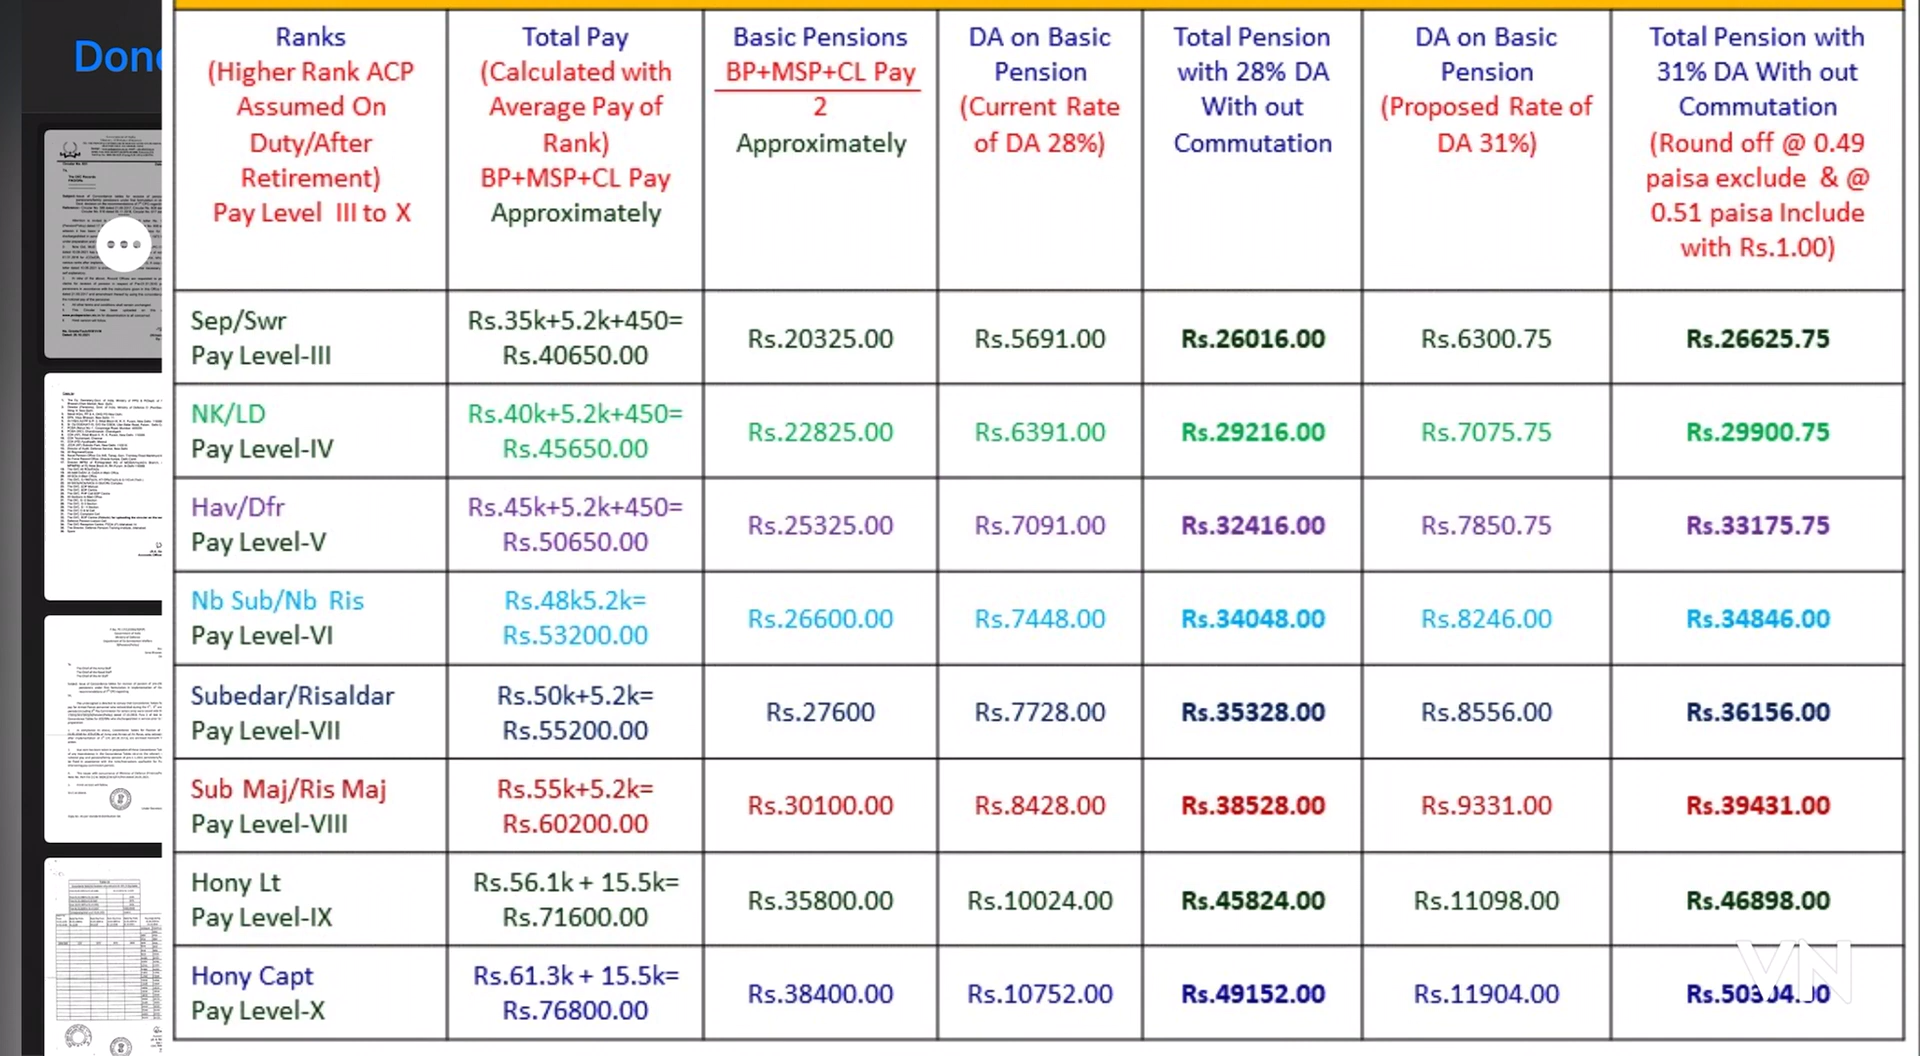 Done
Ranks
(Higher Rank ACP
Assumed On
Duty/After
Retirement)
Pay Level III to X
Total Pay
(Calculated with
Average Pay of
Rank)
BP+MSP+CL Pay
Approximately
Basic Pensions
BP+MSP+CL Pay
2
Approximately
DA on Basic
Pension
(Current Rate
of DA 28%)
Total Pension
with 28% DA
With out
Commutation
DA on Basic
Pension
(Proposed Rate of
DA 31%)
Total Pension with
31% DA With out
Commutation
(Round off @ 0.49
paisa exclude & @
0.51 paisa Include
with Rs.1.00)
Sep/Swr
Pay Level-III
Rs.35k+5.2k+450=
Rs.40650.00
Rs.20325.00
Rs.5691.00
Rs.26016.00
Rs.6300.75
Rs.26625.75
NK/LD
Pay Level-IV
Rs.40k+5.2k+450=
Rs.45650.00
Rs.22825.00
Rs.6391.00
Rs.29216.00
Rs.7075.75
Rs.29900.75
Hav/Dfr
Pay Level-V
Rs.45k+5.2k+450=
Rs.50650.00
Rs.25325.00
Rs.7091.00
Rs.32416.00
Rs.7850.75
Rs.33175.75
Nb Sub/Nb Ris
Pay Level-VI
Rs.48k5.2k=
Rs.53200.00
Rs.26600.00
Rs.7448.00
Rs.34048.00
Rs.8246.00
Rs.34846.00
Subedar/Risaldar
Pay Level-VII
Rs.50k+5.2k=
Rs.55200.00
Rs.27600
Rs.7728.00
Rs.35328.00
Rs.8556.00
Rs.36156.00
Sub Maj/Ris Maj
Pay Level-VIII
Rs.55k+5.2k=
Rs.60200.00
Rs.30100.00
Rs.8428.00
Rs.38528.00
Rs.9331.00
Rs.39431.00
Hony Lt
Pay Level-IX
Rs.56.1k + 15.5k=
Rs.71600.00
Rs.35800.00
Rs.10024.00
Rs.45824.00
Rs.11098.00
Rs.46898.00
Hony Capt
Pay Level-X
Rs.61.3k + 15.5k=
Rs.76800.00
Rs.38400.00
Rs.10752.00
Rs.49152.00
Rs.11904.00
Rs.50304.00
VN